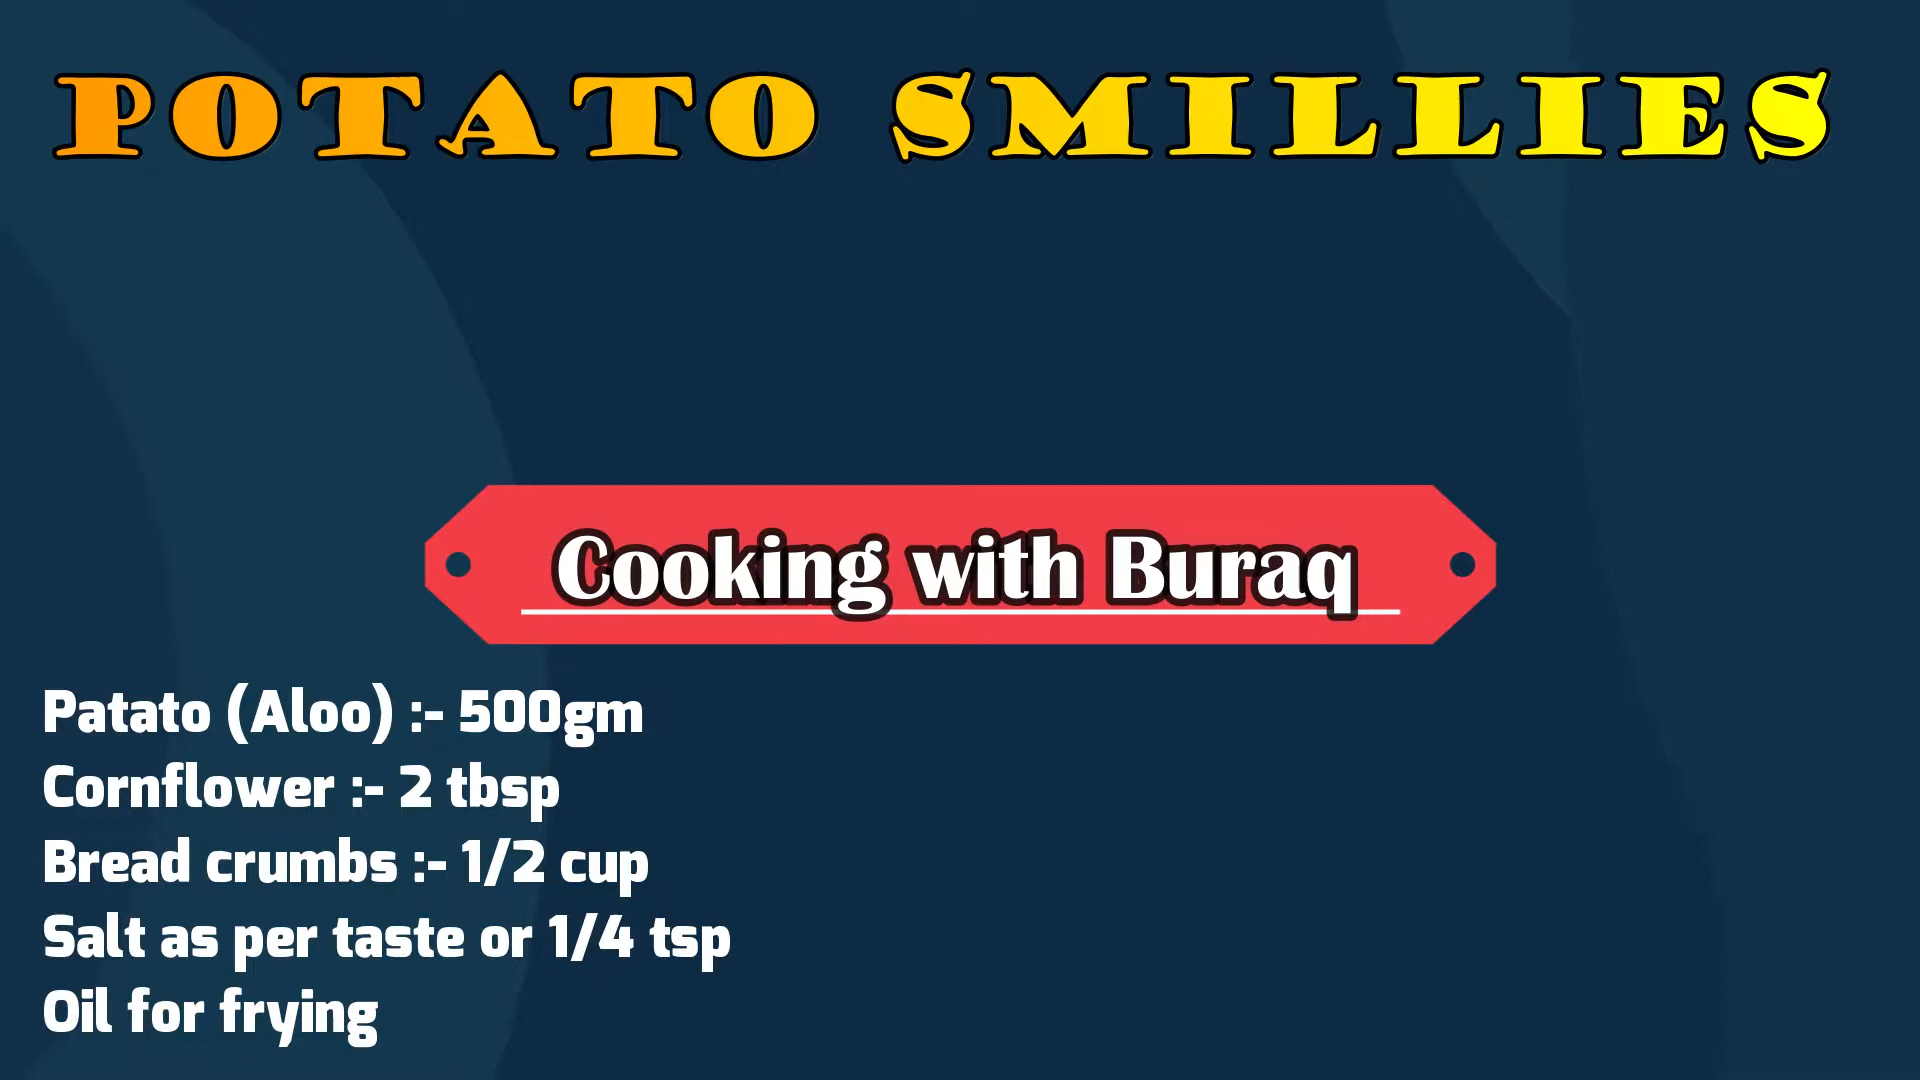 POTATO SMILLIES
Cooking with Buraq
Patato (Aloo) :- 500gm
Cornflower :- 2 tbsp
Bread crumbs :- 1/2 cup
Salt as per taste or 1/4 tsp
Oil for frying